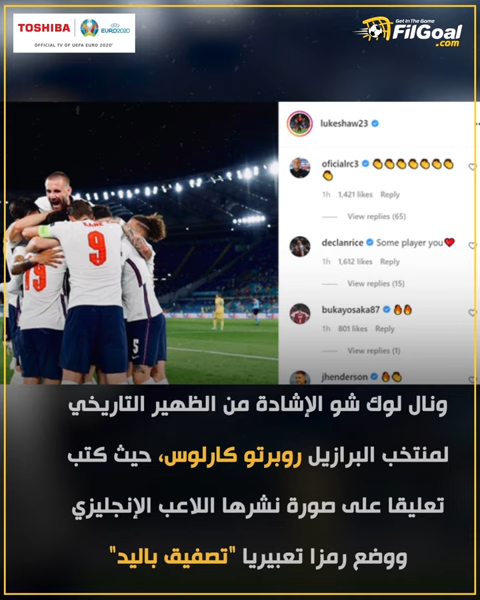 TOSHIBA
EURO2020
OFFICIAL TV OF UEFA EURO 2020
Get In The Game
FilGoal
.com
lukeshaw23
oficialrc3 👏👏👏👏👏👏👏
👏
1h 1,421 likes Reply
View replies (65)
declanrice Some player you❤️
1h 1,612 likes Reply
View replies (15)
bukayosaka87 🔥🔥
1h 801 likes Reply
View replies (1)
jhenderson 🔥👏
KANE
9
19
5
ونال لوك شو الإشادة من الظهير التاريخي
لمنتخب البرازيل روبرتو كارلوس، حيث كتب
تعليقا على صورة نشرها اللاعب الإنجليزي
ووضع رمزا تعبيريا "تصفيق باليد"